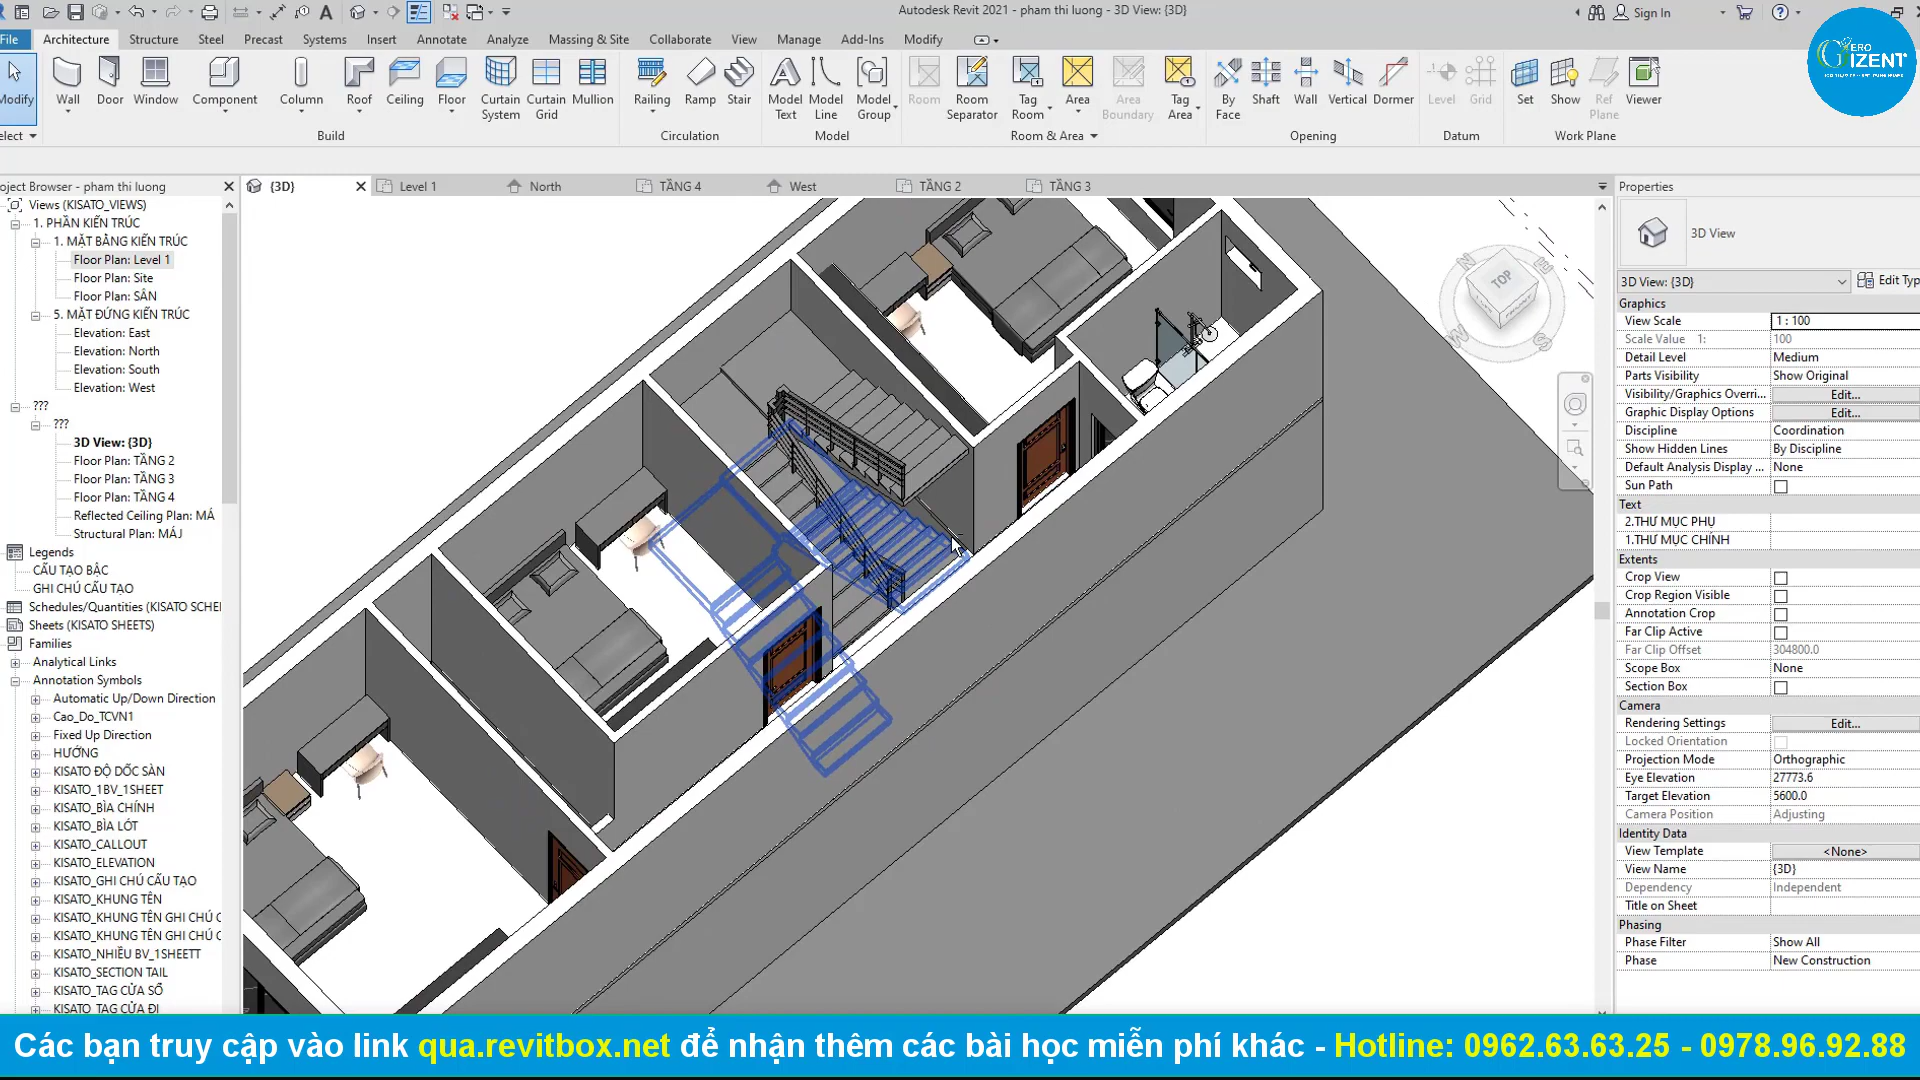 Autodesk Revit 2021 - pham thi luong - 3D View: {3D}
Sign In
File
Architecture
Structure
Steel
Precast
Systems
Insert
Annotate
Analyze
Massing & Site
Collaborate
View
Manage
Add-Ins
Modify
Modify
Wall
Door
Window
Component
Column
Roof
Ceiling
Floor
Curtain System
Curtain Grid
Mullion
Railing
Ramp
Stair
Model Text
Model Line
Model Group
Room
Room Separator
Tag Room
Area
Area Boundary
Tag Area
By Face
Shaft
Wall
Vertical
Dormer
Level
Grid
Set
Show
Ref Plane
Viewer
elect
Build
Circulation
Model
Room & Area
Opening
Datum
Work Plane
oject Browser - pham thi luong
{3D}
Level 1
North
TẦNG 4
West
TẦNG 2
TẦNG 3
Properties
Views (KISATO_VIEWS)
1. PHẦN KIẾN TRÚC
1. MẶT BẰNG KIẾN TRÚC
Floor Plan: Level 1
Floor Plan: Site
Floor Plan: SÂN
5. MẶT ĐỨNG KIẾN TRÚC
Elevation: East
Elevation: North
Elevation: South
Elevation: West
???
???
3D View: {3D}
Floor Plan: TẦNG 2
Floor Plan: TẦNG 3
Floor Plan: TẦNG 4
Reflected Ceiling Plan: MÁ
Structural Plan: MÁJ
Legends
CẤU TẠO BẬC
GHI CHÚ CẤU TẠO
Schedules/Quantities (KISATO SCHEI
Sheets (KISATO SHEETS)
Families
Analytical Links
Annotation Symbols
Automatic Up/Down Direction
Cao_Do_TCVN1
Fixed Up Direction
HƯỚNG
KISATO ĐỘ DỐC SÀN
KISATO_1BV_1SHEET
KISATO_BÌA CHÍNH
KISATO_BÌA LÓT
KISATO_CALLOUT
KISATO_ELEVATION
KISATO_GHI CHÚ CẤU TẠO
KISATO_KHUNG TÊN
KISATO_KHUNG TÊN GHI CHÚ C
KISATO_KHUNG TÊN GHI CHÚ C
KISATO_NHIỀU BV_1SHEETT
KISATO_SECTION TAIL
KISATO_TAG CỬA SỔ
KISATO_TAG CỬA ĐI
TOP
FRONT
N
E
S
W
3D View
3D View: {3D}
Edit Typ
Graphics
View Scale 1 : 100
Scale Value 1: 100
Detail Level Medium
Parts Visibility Show Original
Visibility/Graphics Overri... Edit...
Graphic Display Options Edit...
Discipline Coordination
Show Hidden Lines By Discipline
Default Analysis Display ... None
Sun Path
Text
2.THƯ MỤC PHỤ
1.THƯ MỤC CHÍNH
Extents
Crop View
Crop Region Visible
Annotation Crop
Far Clip Active
Far Clip Offset 304800.0
Scope Box None
Section Box
Camera
Rendering Settings Edit...
Locked Orientation
Projection Mode Orthographic
Eye Elevation 27773.6
Target Elevation 5600.0
Camera Position Adjusting
Identity Data
View Template <None>
View Name {3D}
Dependency Independent
Title on Sheet
Phasing
Phase Filter Show All
Phase New Construction
Các bạn truy cập vào link qua.revitbox.net để nhận thêm các bài học miễn phí khác - Hotline: 0962.63.63.25 - 0978.96.92.88